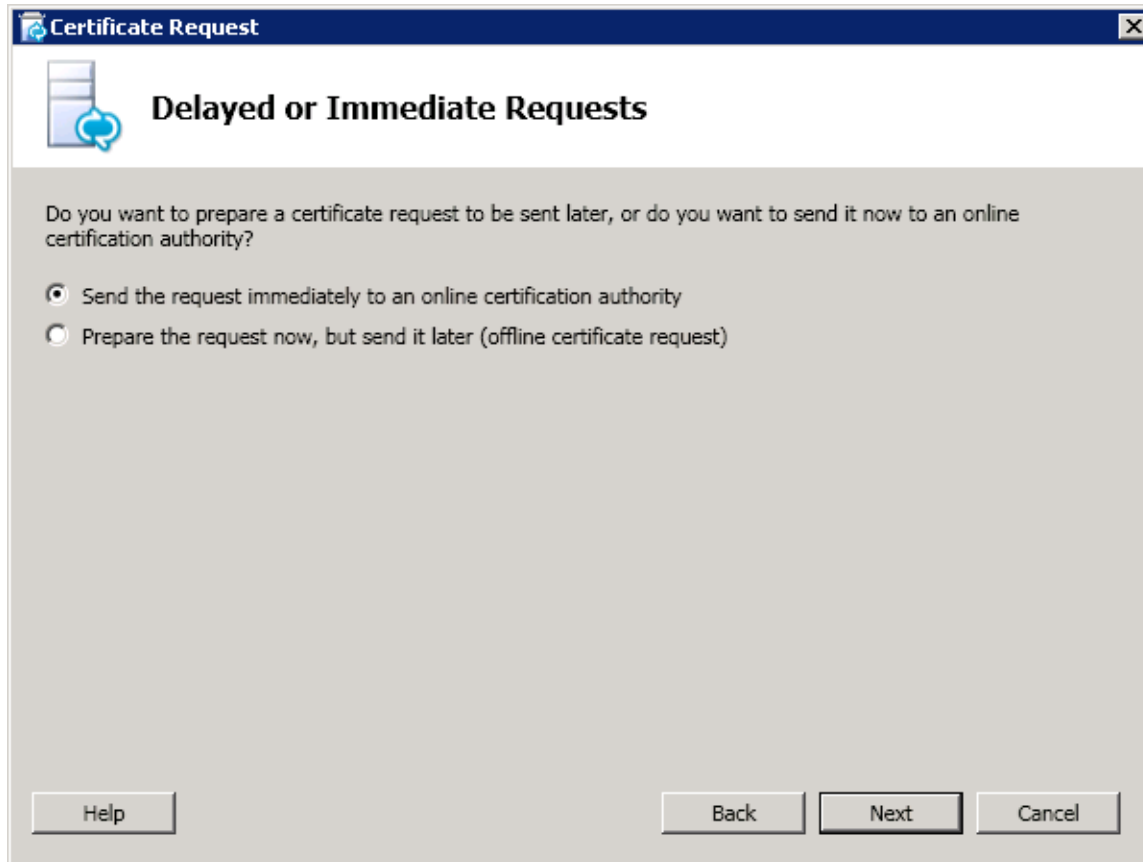 Certificate Request
Delayed or Immediate Requests
Do you want to prepare a certificate request to be sent later, or do you want to send it now to an online
certification authority?
Send the request immediately to an online certification authority
Prepare the request now, but send it later (offline certificate request)
Help Back Next Cancel